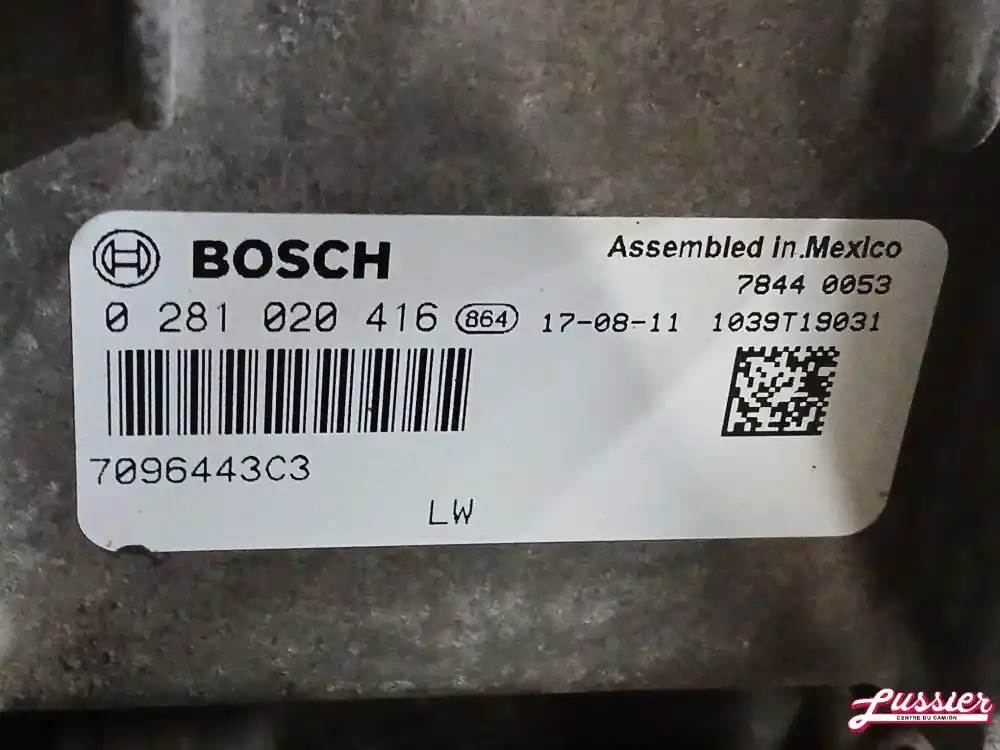 BOSCH
Assembled in.Mexico
7844 0053
0 281 020 416 864 17-08-11 1039T19031
7096443C3
LW
Lussier
CENTRE DU CAMION